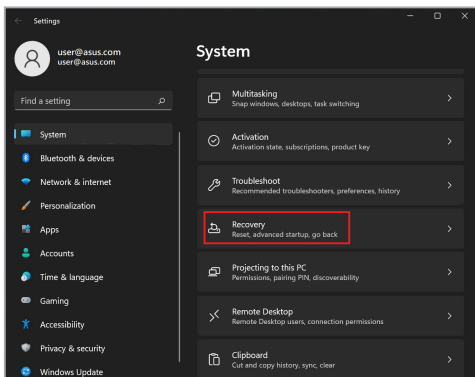 Settings
user@asus.com
user@asus.com
Find a setting
System
Bluetooth & devices
Network & internet
Personalization
Apps
Accounts
Time & language
Gaming
Accessibility
Privacy & security
Windows Update
System
Multitasking
Snap windows, desktops, task switching
Activation
Activation state, subscriptions, product key
Troubleshoot
Recommended troubleshooters, preferences, history
Recovery
Reset, advanced startup, go back
Projecting to this PC
Permissions, pairing PIN, discoverability
Remote Desktop
Remote Desktop users, connection permissions
Clipboard
Cut and copy history, sync, clear